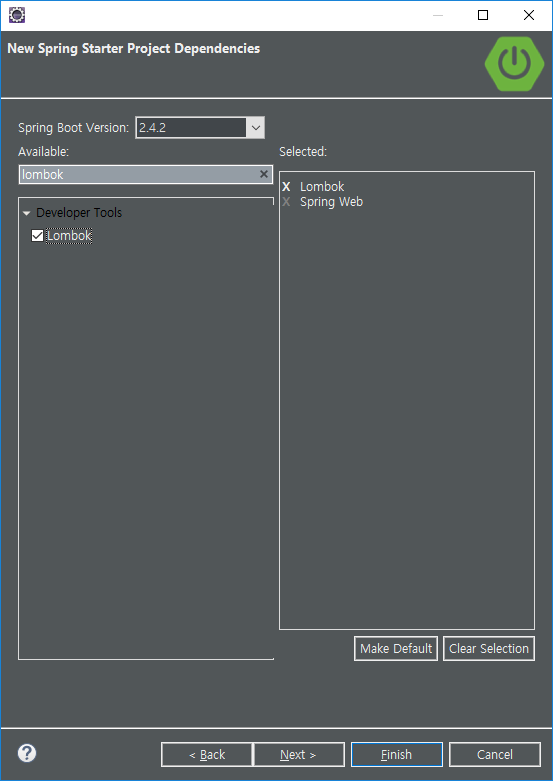 New Spring Starter Project Dependencies
Spring Boot Version: 2.4.2
Available:
Selected:
lombok
Developer Tools
Lombok
X Lombok
X Spring Web
Make Default
Clear Selection
?
< Back
Next >
Finish
Cancel